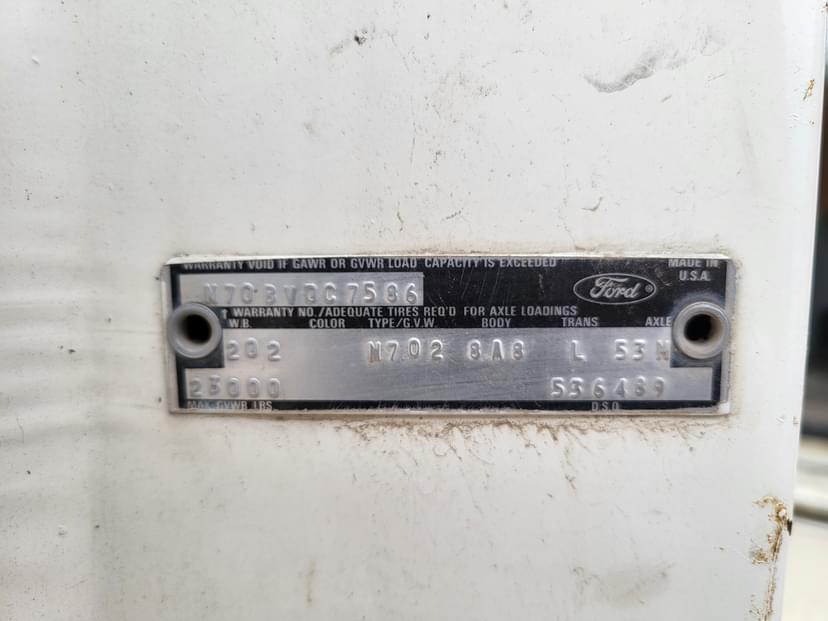 WARRANTY VOID IF GAWR OR GVWR LOAD CAPACITY IS EXCEEDED MADE IN
U.S.A.
N70BVDC7586 Ford
↑ WARRANTY NO./ADEQUATE TIRES REQ'D FOR AXLE LOADINGS
W.B. COLOR TYPE/G.V.W. BODY TRANS AXLE
202 N702 8A8 L 53N
23000 536489
MAX. GVWR LBS. D.S.O.